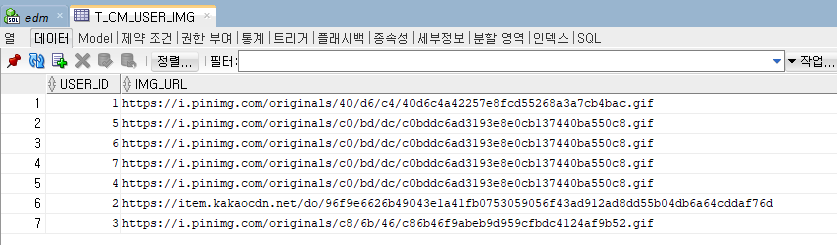 edm T_CM_USER_IMG
열 데이터 Model 제약 조건 권한 부여 통계 트리거 플래시백 종속성 세부정보 분할 영역 인덱스 SQL
정렬... 필터: 작업...
USER_ID IMG_URL
1 1 https://i.pinimg.com/originals/40/d6/c4/40d6c4a42257e8fcd55268a3a7cb4bac.gif
2 5 https://i.pinimg.com/originals/c0/bd/dc/c0bddc6ad3193e8e0cb137440ba550c8.gif
3 6 https://i.pinimg.com/originals/c0/bd/dc/c0bddc6ad3193e8e0cb137440ba550c8.gif
4 7 https://i.pinimg.com/originals/c0/bd/dc/c0bddc6ad3193e8e0cb137440ba550c8.gif
5 4 https://i.pinimg.com/originals/c0/bd/dc/c0bddc6ad3193e8e0cb137440ba550c8.gif
6 2 https://item.kakaocdn.net/do/96f9e6626b49043e1a41fb0753059056f43ad912ad8dd55b04db6a64cddaf76d
7 3 https://i.pinimg.com/originals/c8/6b/46/c86b46f9abeb9d959cfbdc4124af9b52.gif